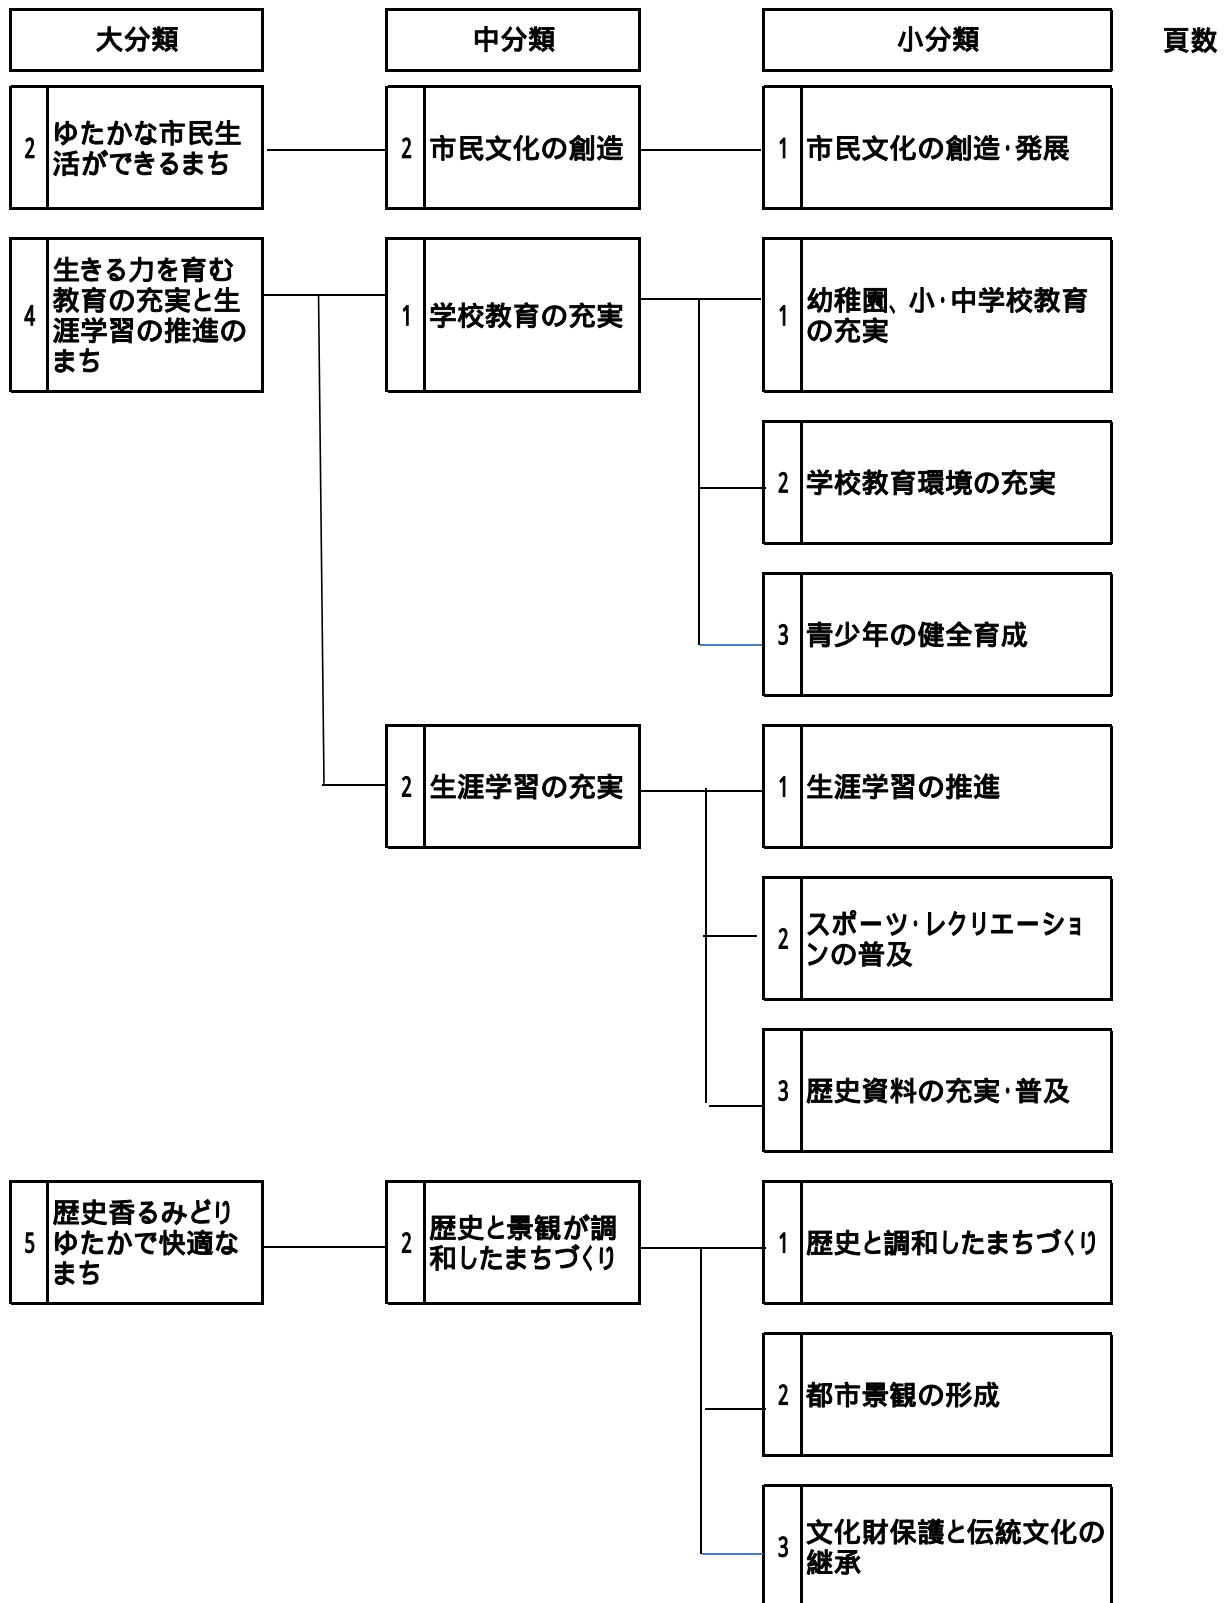 大分類
中分類
小分類
頁数
2
ゆたかな市民生
活ができるまち
2
市民文化の創造
1
市民文化の創造・発展
4
生きる力を育む
教育の充実と生
涯学習の推進の
まち
1
学校教育の充実
1
幼稚園、小・中学校教育
の充実
2
学校教育環境の充実
3
青少年の健全育成
2
生涯学習の充実
1
生涯学習の推進
2
スポーツ・レクリエーショ
ンの普及
3
歴史資料の充実・普及
5
歴史香るみどり
ゆたかで快適な
まち
2
歴史と景観が調
和したまちづくり
1
歴史と調和したまちづくり
2
都市景観の形成
3
文化財保護と伝統文化の
継承